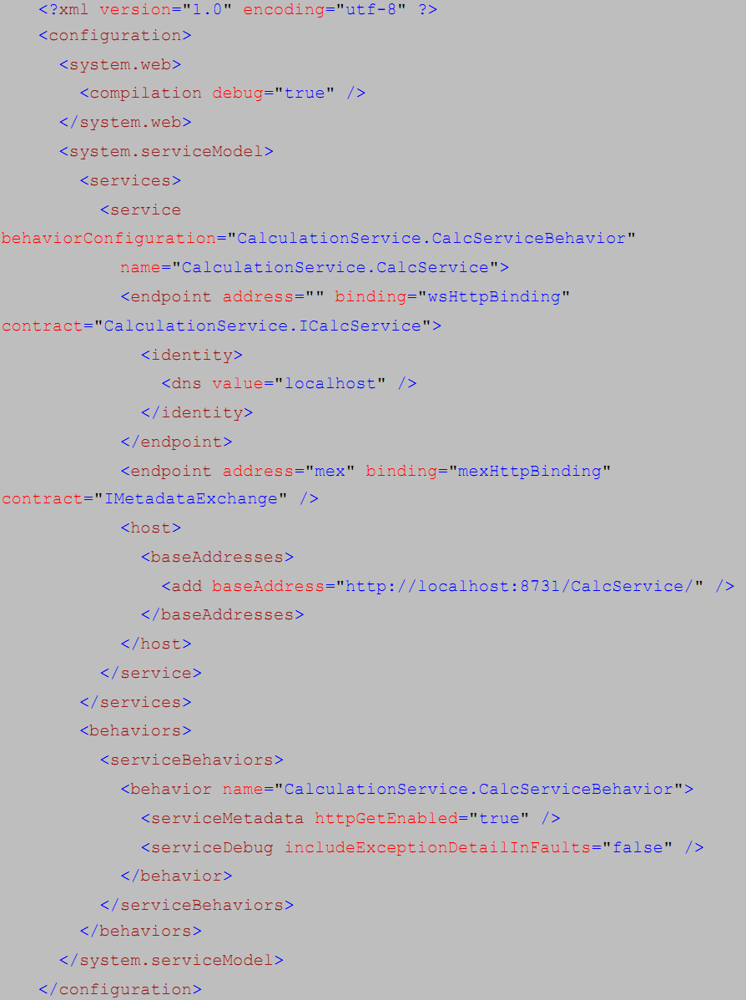 <?xml version="1.0" encoding="utf-8" ?>
<configuration>
<system.web>
<compilation debug="true" />
</system.web>
<system.serviceModel>
<services>
<service
behaviorConfiguration="CalculationService.CalcServiceBehavior"
name="CalculationService.CalcService">
<endpoint address="" binding="wsHttpBinding"
contract="CalculationService.ICalcService">
<identity>
<dns value="localhost" />
</identity>
</endpoint>
<endpoint address="mex" binding="mexHttpBinding"
contract="IMetadataExchange" />
<host>
<baseAddresses>
<add baseAddress="http://localhost:8731/CalcService/" />
</baseAddresses>
</host>
</service>
</services>
<behaviors>
<serviceBehaviors>
<behavior name="CalculationService.CalcServiceBehavior">
<serviceMetadata httpGetEnabled="true" />
<serviceDebug includeExceptionDetailInFaults="false" />
</behavior>
</serviceBehaviors>
</behaviors>
</system.serviceModel>
</configuration>